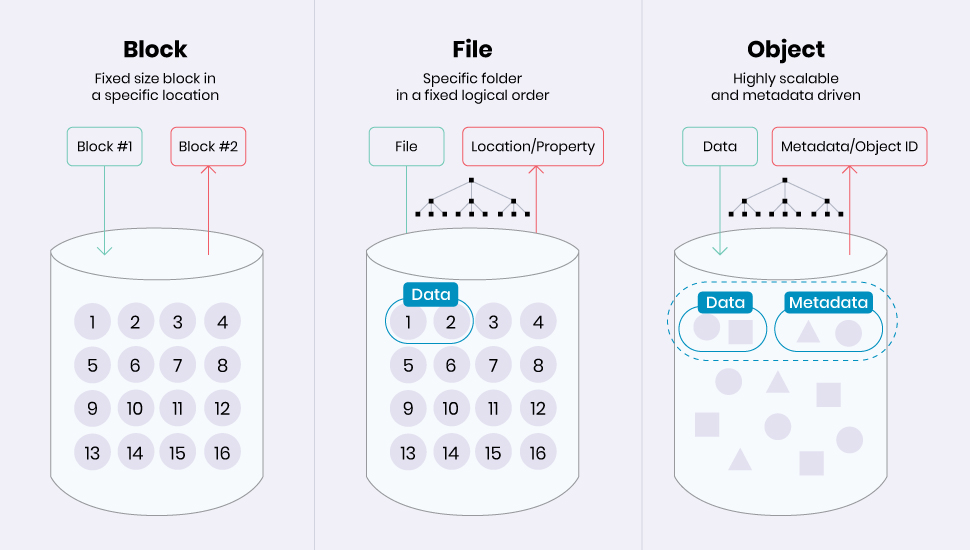 Block
Fixed size block in
a specific location
Block #1
Block #2
1 2 3 4
5 6 7 8
9 10 11 12
13 14 15 16
File
Specific folder
in a fixed logical order
File
Location/Property
Data
1 2 3 4
5 6 7 8
9 10 11 12
13 14 15 16
Object
Highly scalable
and metadata driven
Data
Metadata/Object ID
Data
Metadata